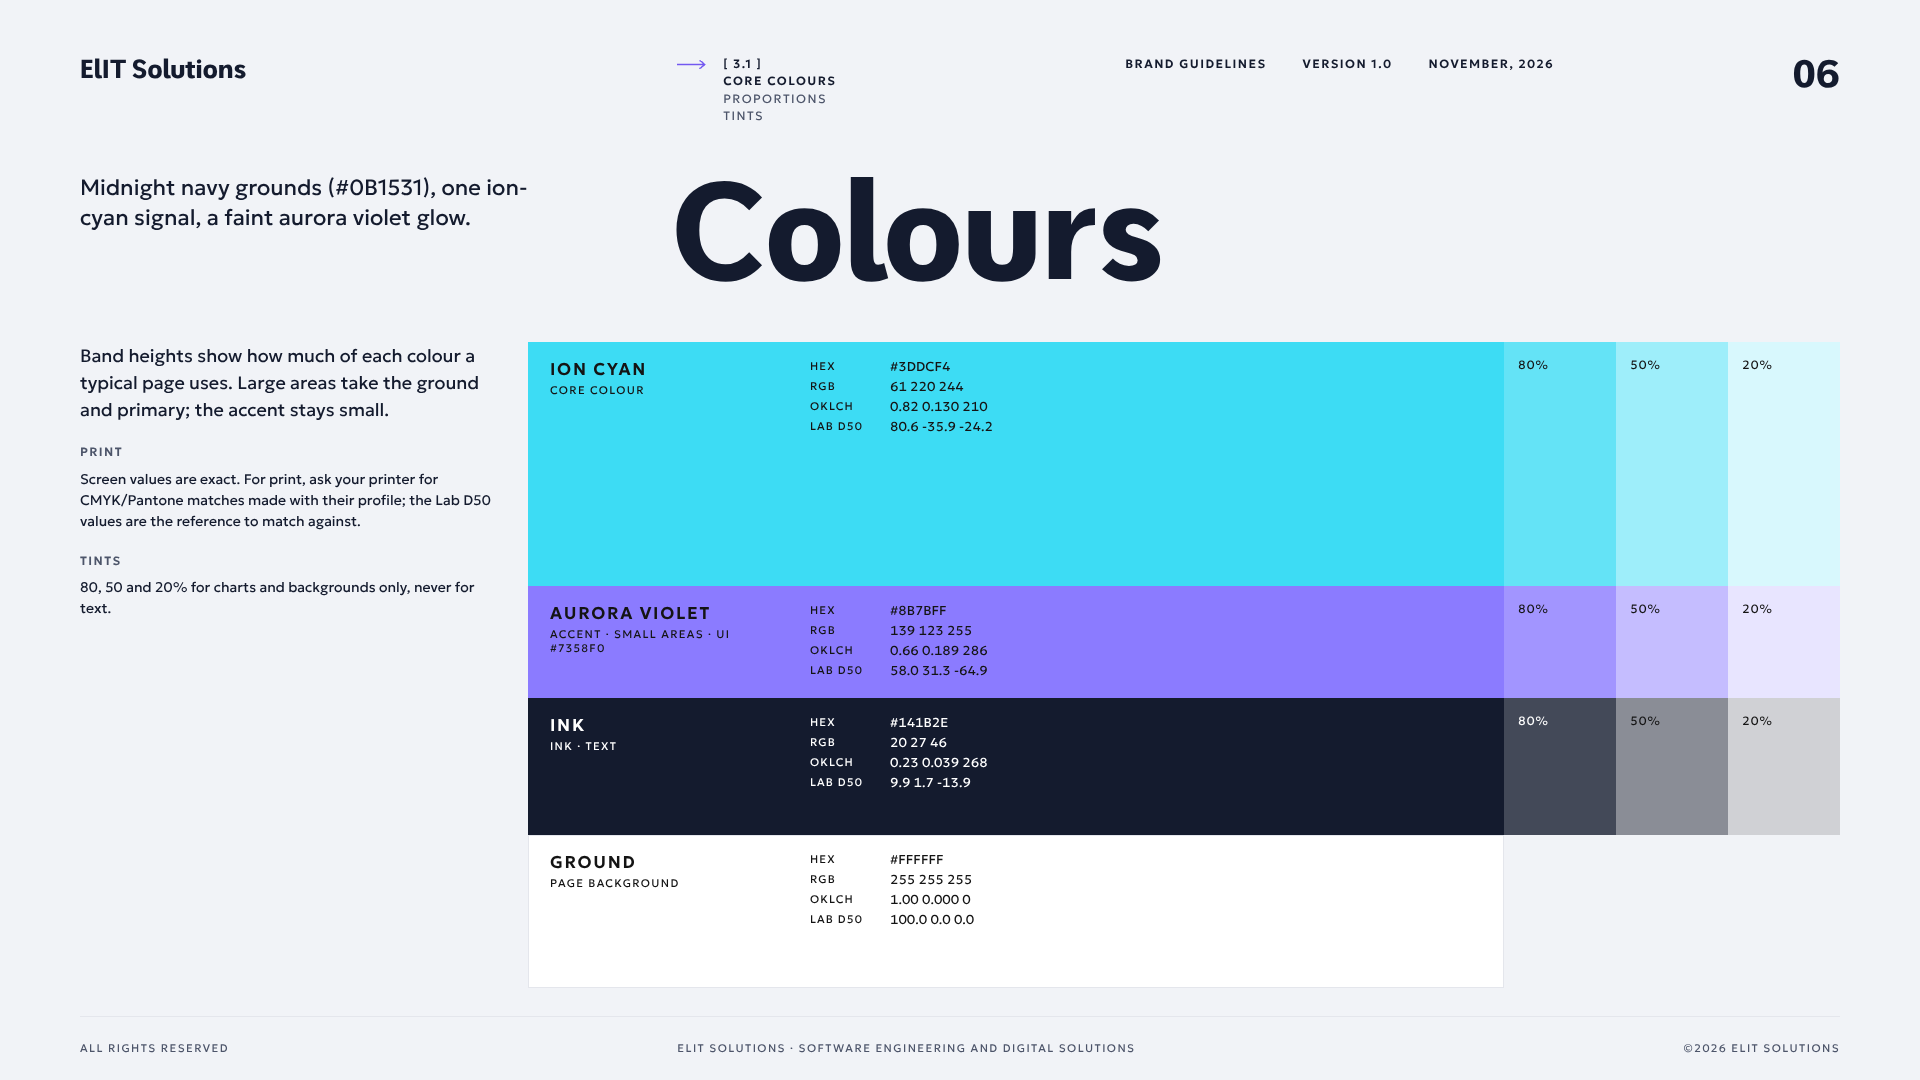 ElIT Solutions
[ 3.1 ]
CORE COLOURS
PROPORTIONS
TINTS
BRAND GUIDELINES
VERSION 1.0
NOVEMBER, 2026
06
Midnight navy grounds (#0B1531), one ion-
cyan signal, a faint aurora violet glow.
Colours
Band heights show how much of each colour a
typical page uses. Large areas take the ground
and primary; the accent stays small.
PRINT
Screen values are exact. For print, ask your printer for
CMYK/Pantone matches made with their profile; the Lab D50
values are the reference to match against.
TINTS
80, 50 and 20% for charts and backgrounds only, never for
text.
ION CYAN
CORE COLOUR
HEX #3DDCF4
RGB 61 220 244
OKLCH 0.82 0.130 210
LAB D50 80.6 -35.9 -24.2
80%
50%
20%
AURORA VIOLET
ACCENT · SMALL AREAS · UI
#7358F0
HEX #8B7BFF
RGB 139 123 255
OKLCH 0.66 0.189 286
LAB D50 58.0 31.3 -64.9
80%
50%
20%
INK
INK · TEXT
HEX #141B2E
RGB 20 27 46
OKLCH 0.23 0.039 268
LAB D50 9.9 1.7 -13.9
80%
50%
20%
GROUND
PAGE BACKGROUND
HEX #FFFFFF
RGB 255 255 255
OKLCH 1.00 0.000 0
LAB D50 100.0 0.0 0.0
ALL RIGHTS RESERVED
ELIT SOLUTIONS · SOFTWARE ENGINEERING AND DIGITAL SOLUTIONS
©2026 ELIT SOLUTIONS